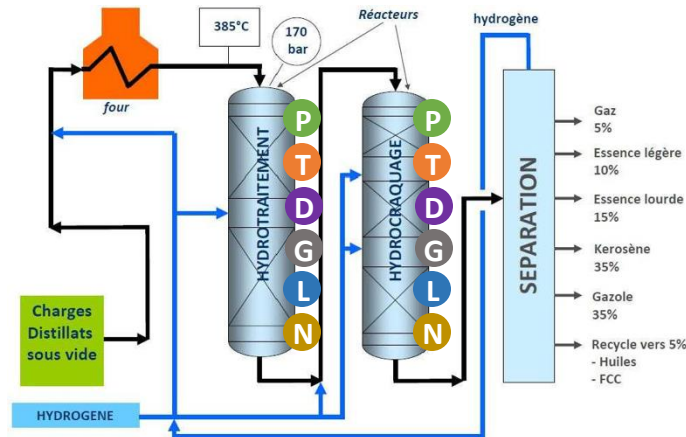 385°C
170
bar
Réacteurs
hydrogène
four
HYDROTRAITEMENT
P
T
D
G
L
N
HYDROCRAQUAGE
P
T
D
G
L
N
SEPARATION
Gaz
5%
Essence légère
10%
Essence lourde
15%
Kerosène
35%
Gazole
35%
Recycle vers 5%
- Huiles
- FCC
Charges
Distillats
sous vide
HYDROGENE